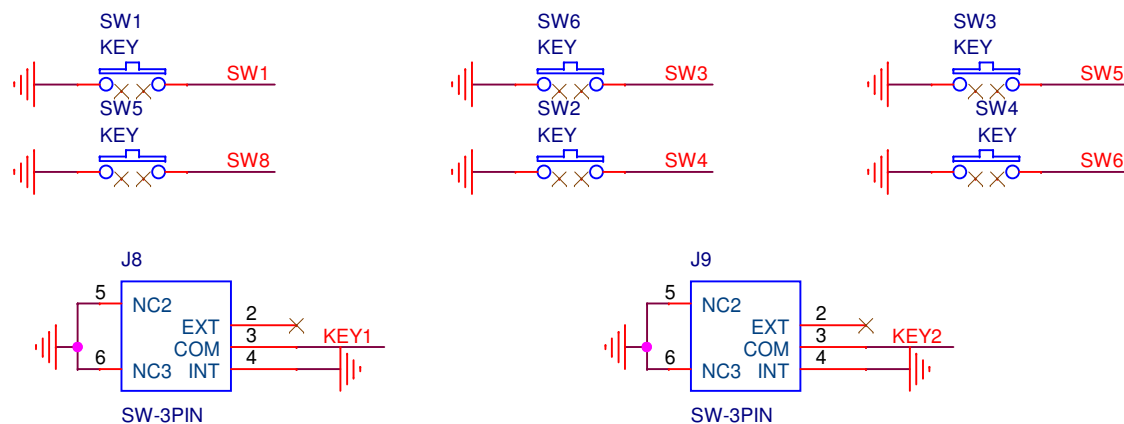 SW1
KEY
SW1
SW6
KEY
SW3
SW3
KEY
SW5
SW5
KEY
SW8
SW2
KEY
SW4
SW4
KEY
SW6
J8
5
NC2
2
EXT
3
COM
KEY1
6
NC3
4
INT
SW-3PIN
J9
5
NC2
2
EXT
3
COM
KEY2
6
NC3
4
INT
SW-3PIN